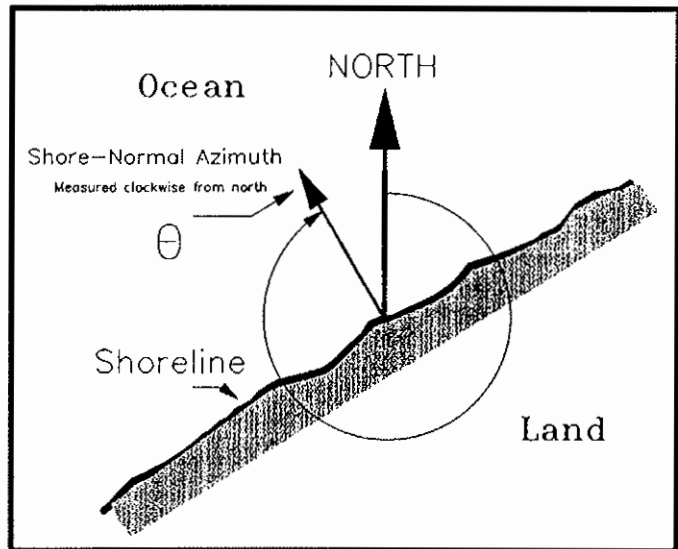 Ocean
NORTH
Shore-Normal Azimuth
Measured clockwise from north
θ
Shoreline
Land